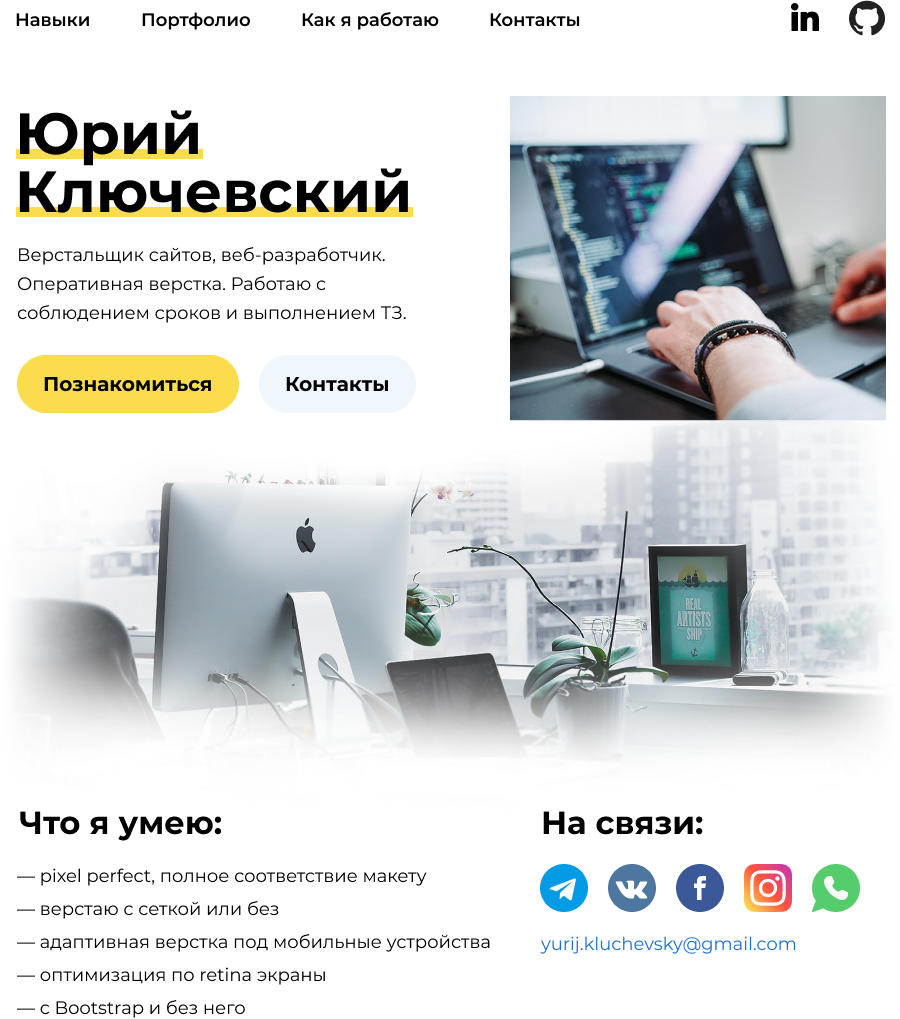 Навыки Портфолио Как я работаю Контакты in
Юрий
Ключевский
Верстальщик сайтов, веб-разработчик.
Оперативная верстка. Работаю с
соблюдением сроков и выполнением ТЗ.
Познакомиться Контакты
REAL
ARTISTS
SHIP
Что я умею:
— pixel perfect, полное соответствие макету
— верстаю с сеткой или без
— адаптивная верстка под мобильные устройства
— оптимизация по retina экраны
— с Bootstrap и без него
На связи:
yurij.kluchevsky@gmail.com